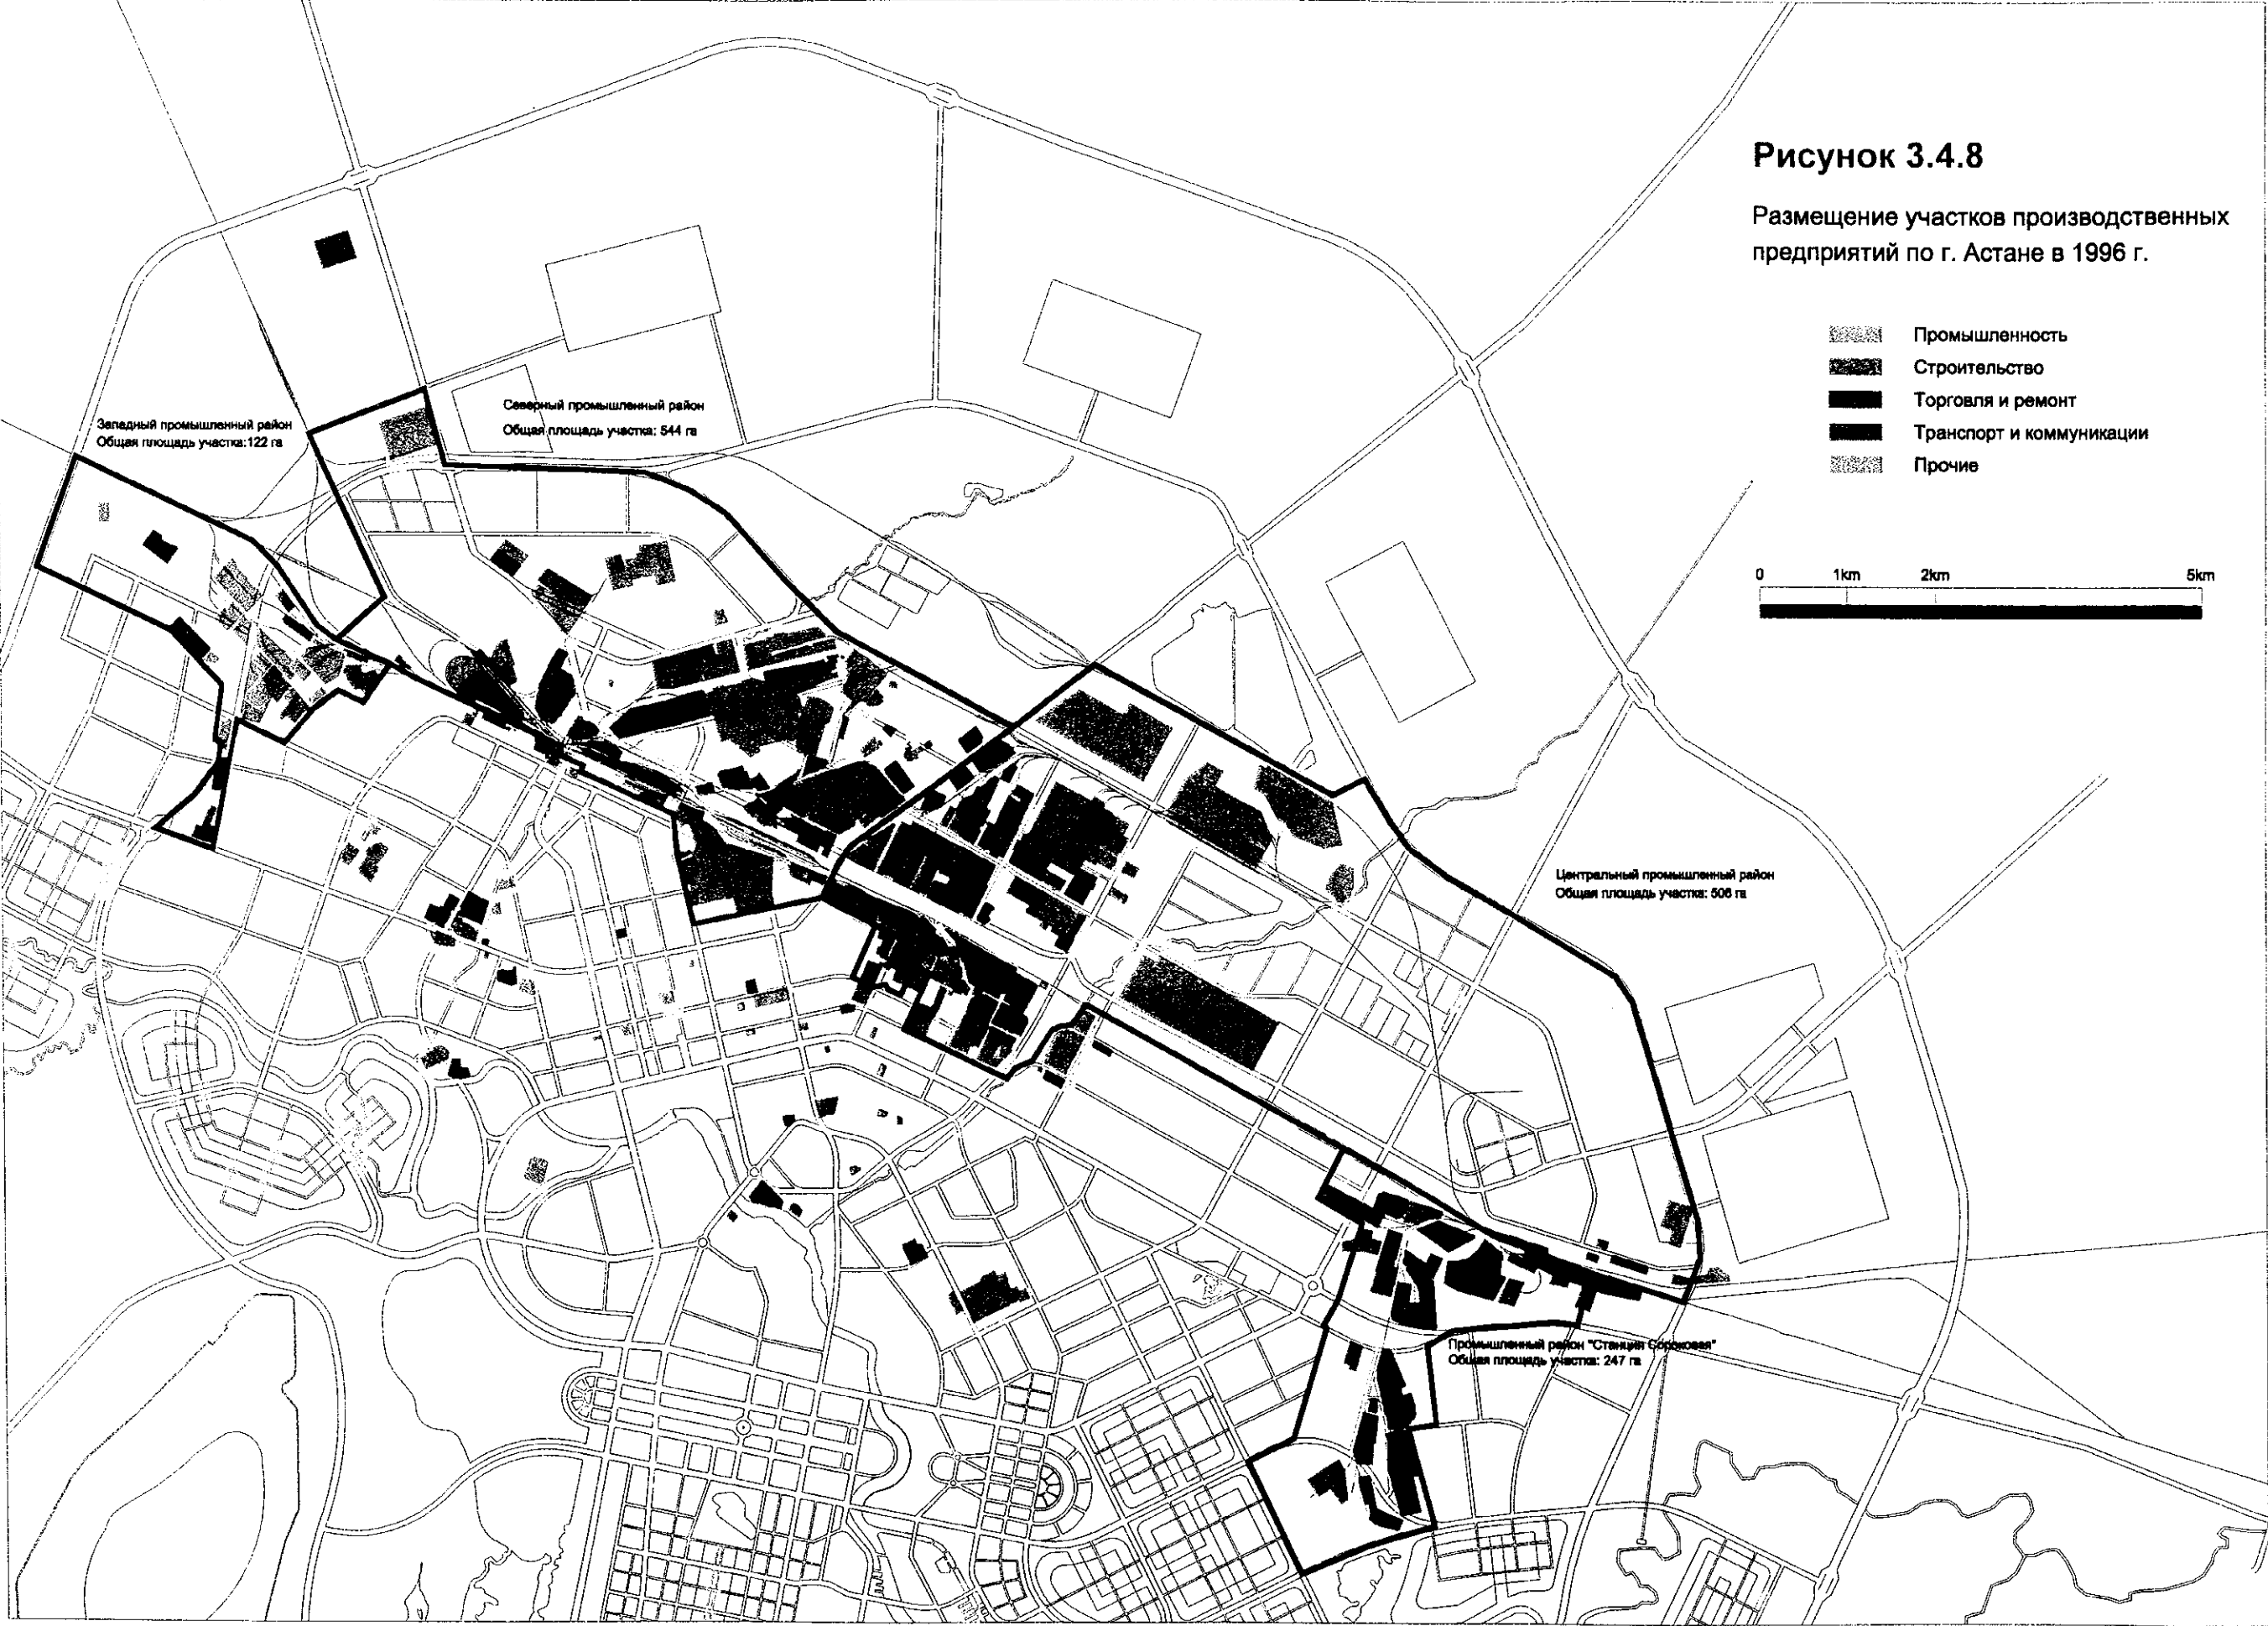 Рисунок 3.4.8
Размещение участков производственных
предприятий по г. Астане в 1996 г.
Промышленность
Строительство
Торговля и ремонт
Транспорт и коммуникации
Прочие
0 1km 2km 5km
Северный промышленный район
Общая площадь участка: 544 га
Западный промышленный район
Общая площадь участка:122 га
Центральный промышленный район
Общая площадь участка: 506 га
Промышленный район "Станция Сороковая"
Общая площадь участка: 247 га